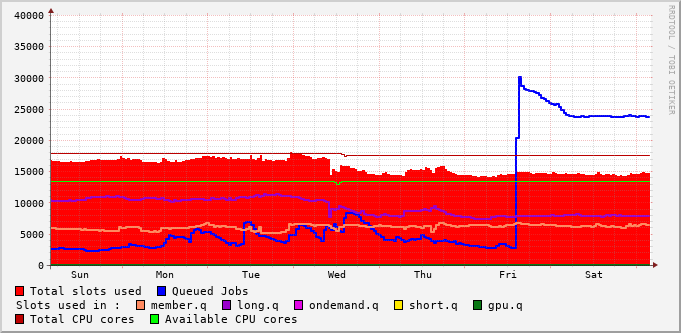 40000
35000
30000
25000
20000
15000
10000
5000
0
Sun Mon Tue Wed Thu Fri Sat
RRDTOOL / TOBI OETIKER
Total slots used Queued Jobs
Slots used in : member.q long.q ondemand.q short.q gpu.q
Total CPU cores Available CPU cores